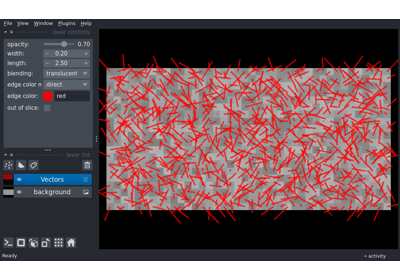 File View Window Plugins Help
layer controls
opacity: 0.70
width: 0.20
length: 2.50
blending: translucent
edge color m direct
edge color: red
out of slice:
layer list
Vectors
background
Ready
activity